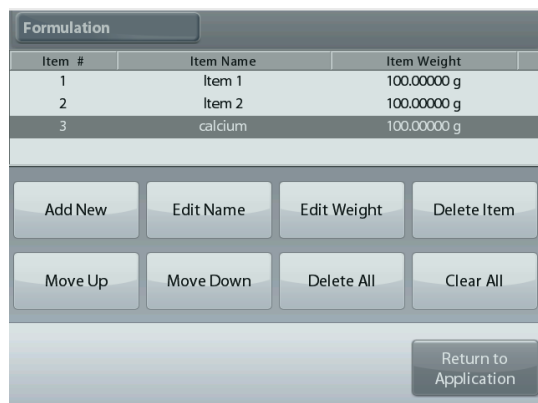 Formulation
Item # Item Name Item Weight
1 Item 1 100.00000 g
2 Item 2 100.00000 g
3 calcium 100.00000 g
Add New Edit Name Edit Weight Delete Item
Move Up Move Down Delete All Clear All
Return to
Application